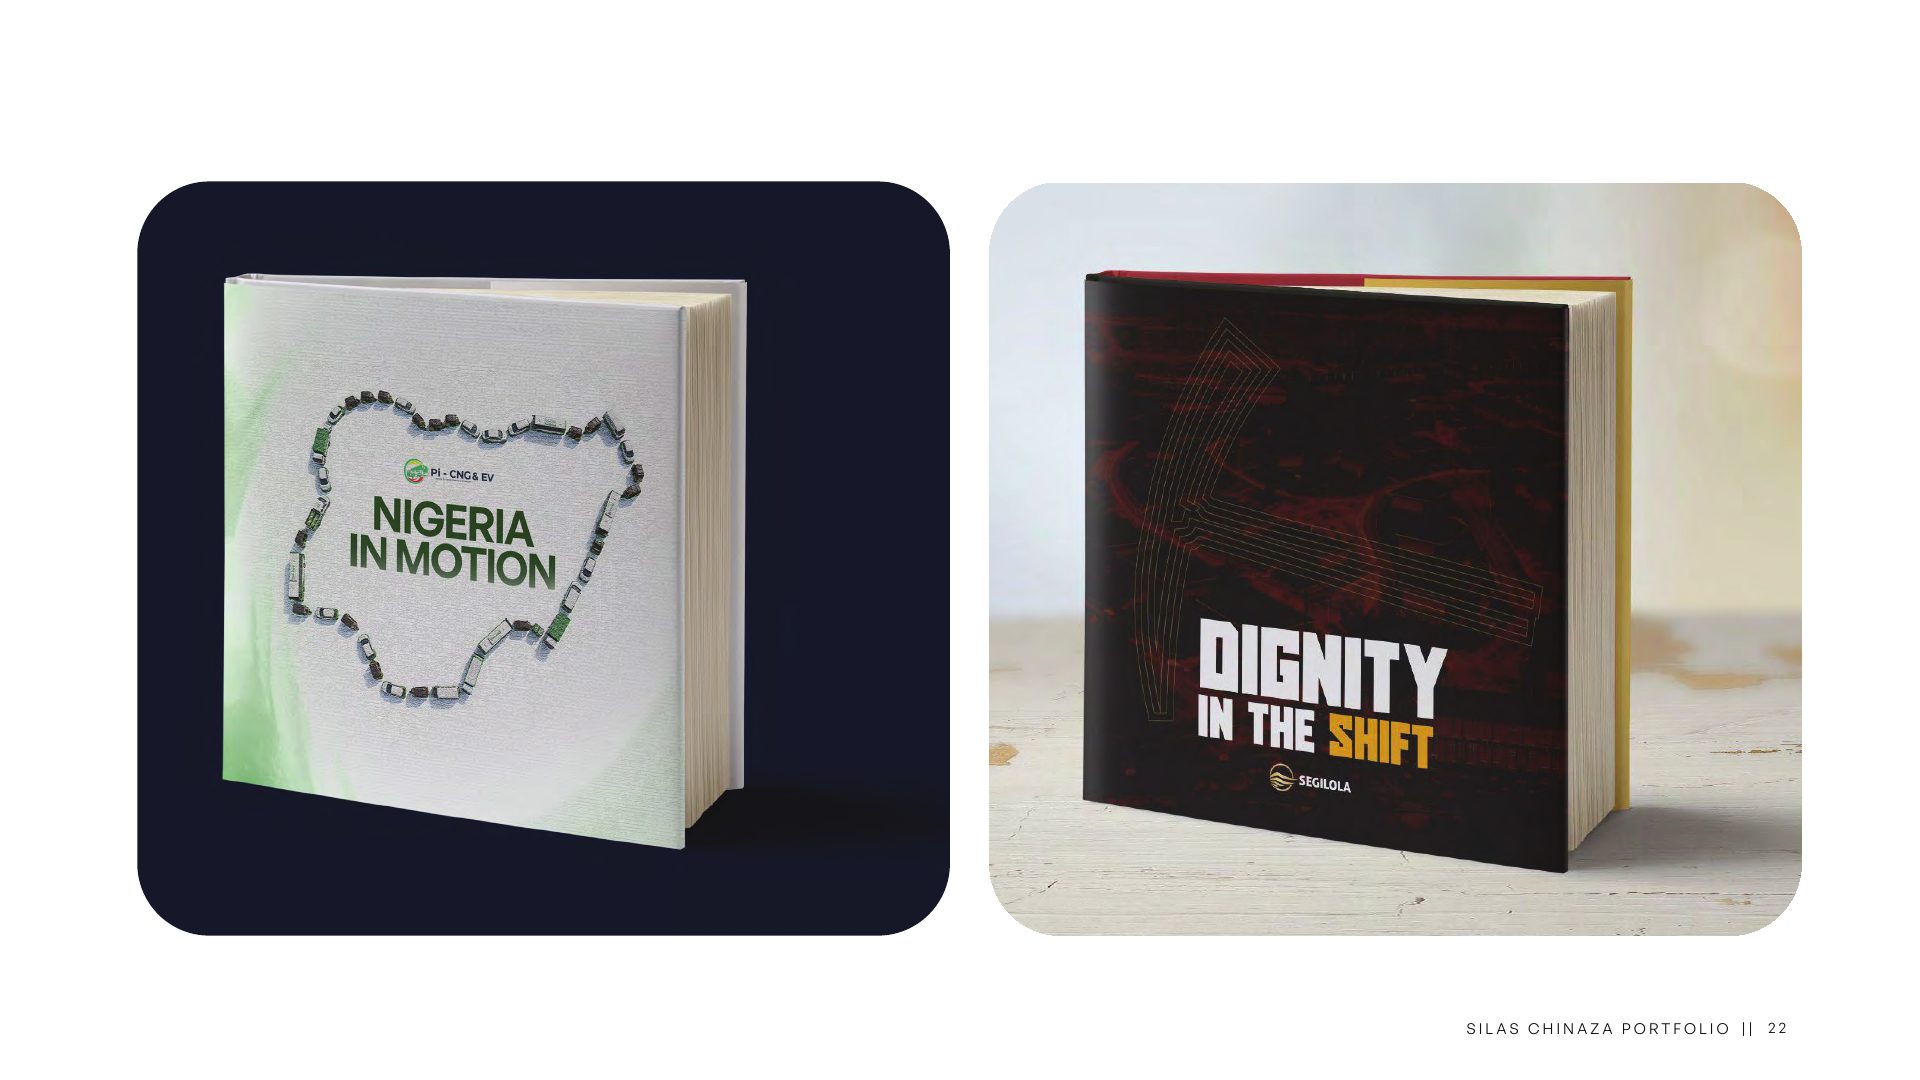 Pi - CNG & EV
NIGERIA
IN MOTION
DIGNITY
IN THE SHIFT
SEGILOLA
SILAS CHINAZA PORTFOLIO || 22